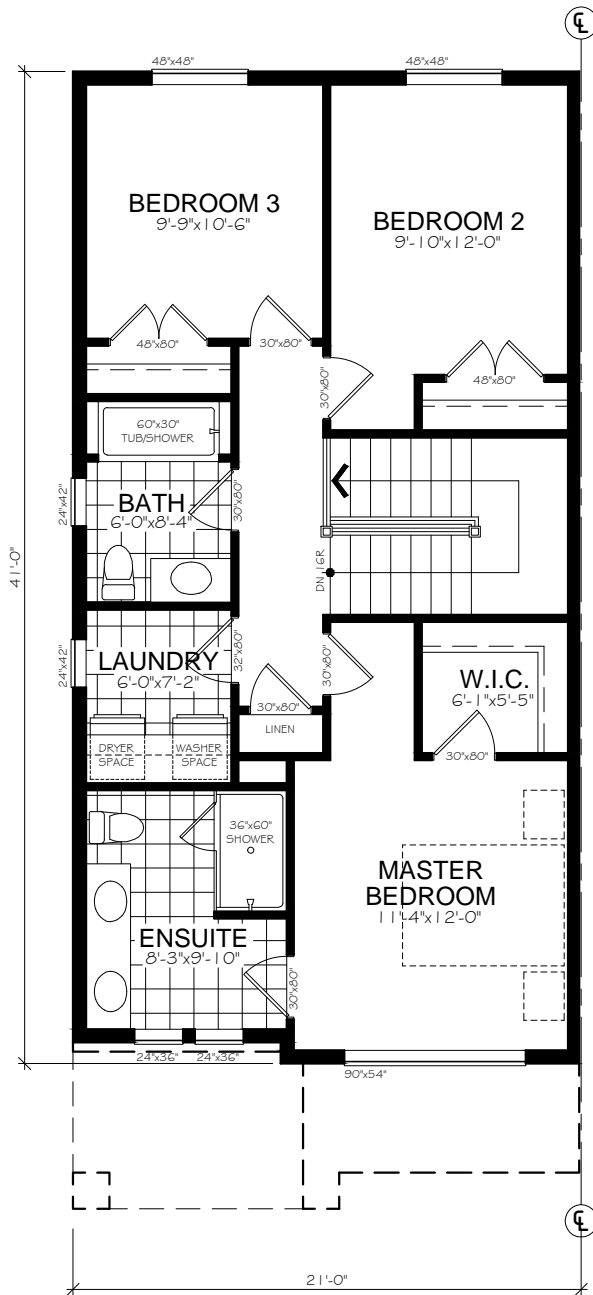 CL
48"x48"
48"x48"
BEDROOM 3
9'-9"x10'-6"
BEDROOM 2
9'-10"x12'-0"
48"x80"
30"x80"
30"x80"
48"x80"
60"x30"
TUB/SHOWER
24"x42"
BATH
6'-0"x8'-4"
30"x80"
41'-0"
DN. 16R
24"x42"
LAUNDRY
6'-0"x7'-2"
32"x80"
30"x80"
W.I.C.
6'-1"x5'-5"
30"x80"
LINEN
30"x80"
DRYER
SPACE
WASHER
SPACE
36"x60"
SHOWER
MASTER
BEDROOM
11'-4"x12'-0"
ENSUITE
8'-3"x9'-10"
30"x80"
24"x36"
24"x36"
90"x54"
CL
21'-0"